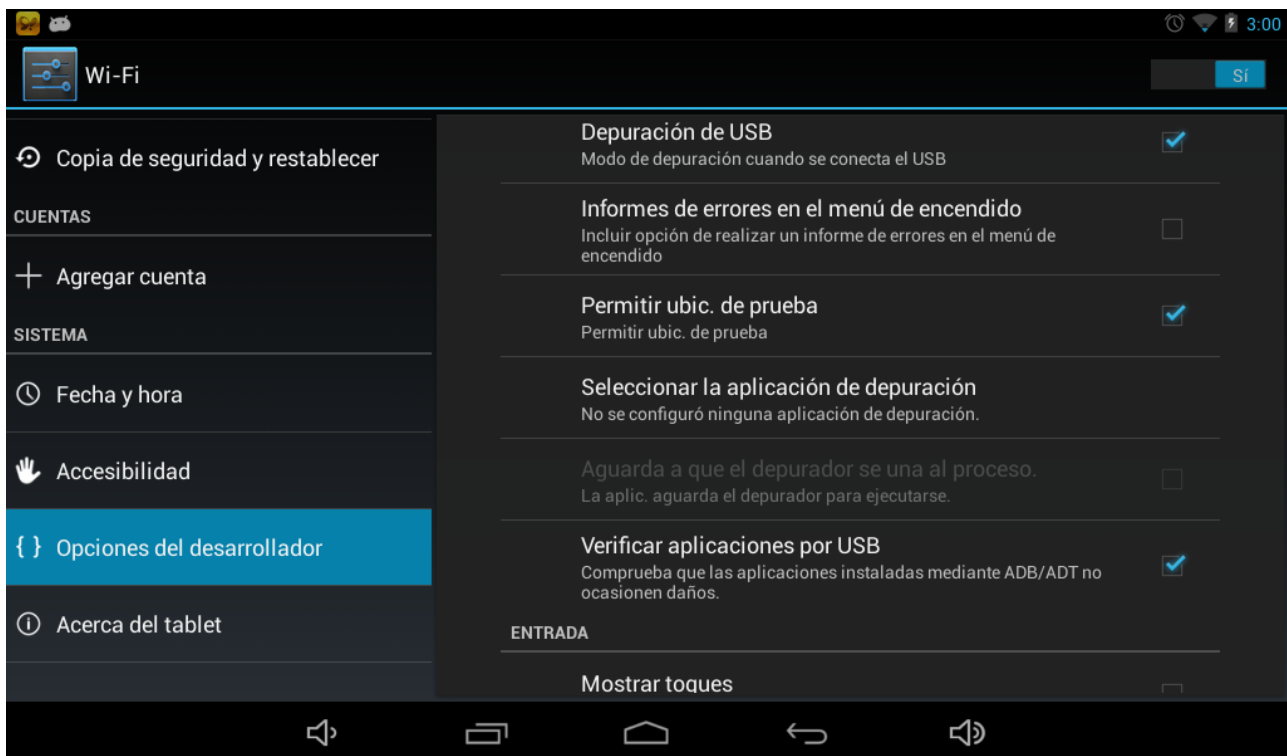 3:00
Wi-Fi
Sí
Copia de seguridad y restablecer
CUENTAS
Agregar cuenta
SISTEMA
Fecha y hora
Accesibilidad
{ } Opciones del desarrollador
Acerca del tablet
Depuración de USB
Modo de depuración cuando se conecta el USB
Informes de errores en el menú de encendido
Incluir opción de realizar un informe de errores en el menú de
encendido
Permitir ubic. de prueba
Permitir ubic. de prueba
Seleccionar la aplicación de depuración
No se configuró ninguna aplicación de depuración.
Aguarda a que el depurador se una al proceso.
La aplic. aguarda el depurador para ejecutarse.
Verificar aplicaciones por USB
Comprueba que las aplicaciones instaladas mediante ADB/ADT no
ocasionen daños.
ENTRADA
Mostrar toques